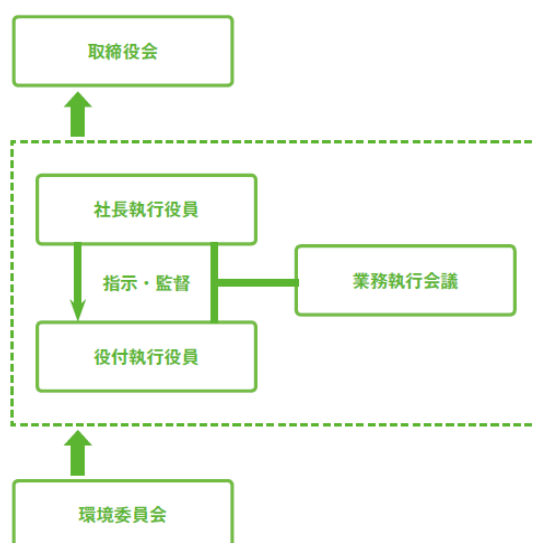 取締役会
社長執行役員
指示・監督
業務執行会議
役付執行役員
環境委員会